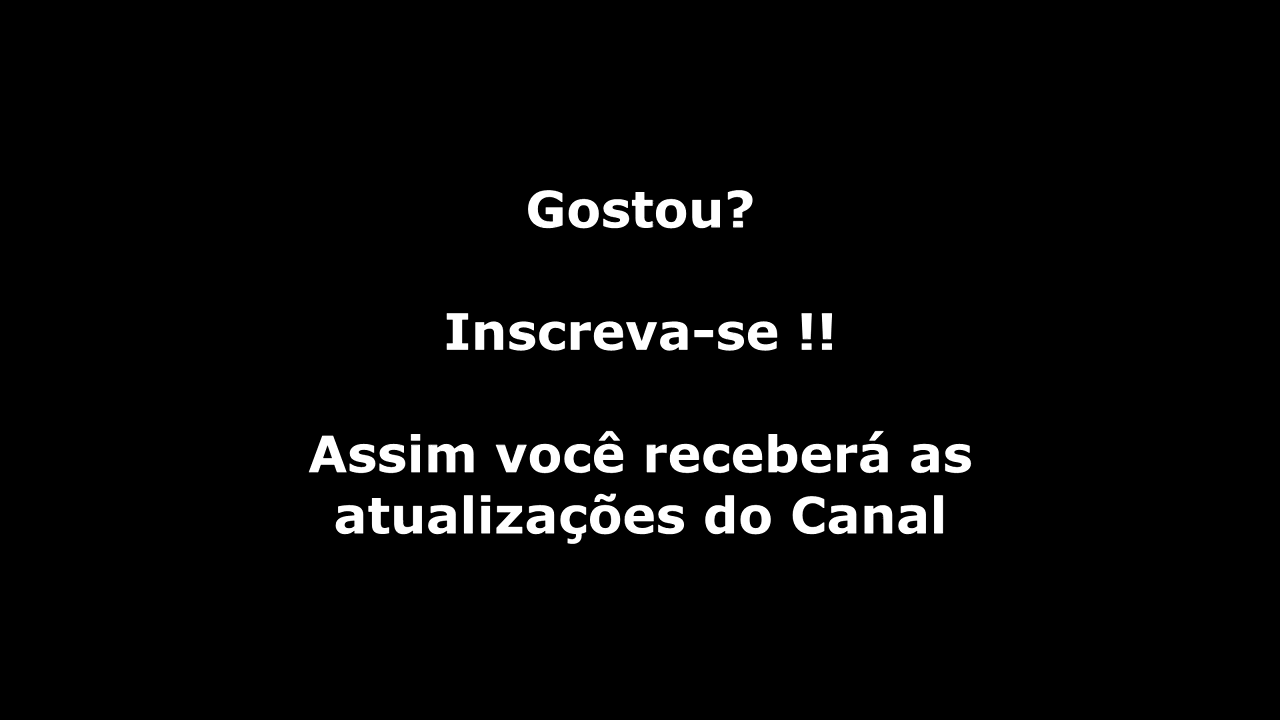 Gostou?
Inscreva-se !!
Assim você receberá as
atualizações do Canal